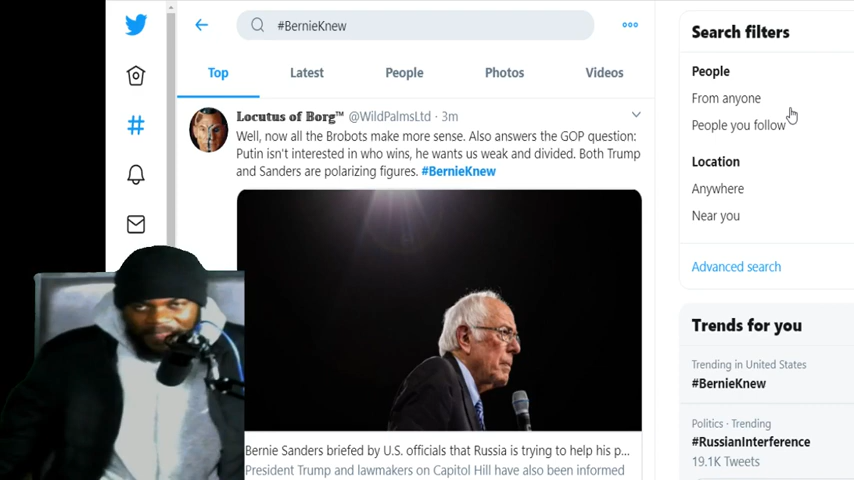 #BernieKnew
Search filters
Top
Latest
People
Photos
Videos
People
From anyone
People you follow
Location
Anywhere
Near you
Advanced search
Locutus of Borg™ @WildPalmsLtd · 3m
Well, now all the Brobots make more sense. Also answers the GOP question:
Putin isn't interested in who wins, he wants us weak and divided. Both Trump
and Sanders are polarizing figures. #BernieKnew
Bernie Sanders briefed by U.S. officials that Russia is trying to help his p...
President Trump and lawmakers on Capitol Hill have also been informed
Trends for you
Trending in United States
#BernieKnew
Politics · Trending
#RussianInterference
19.1K Tweets